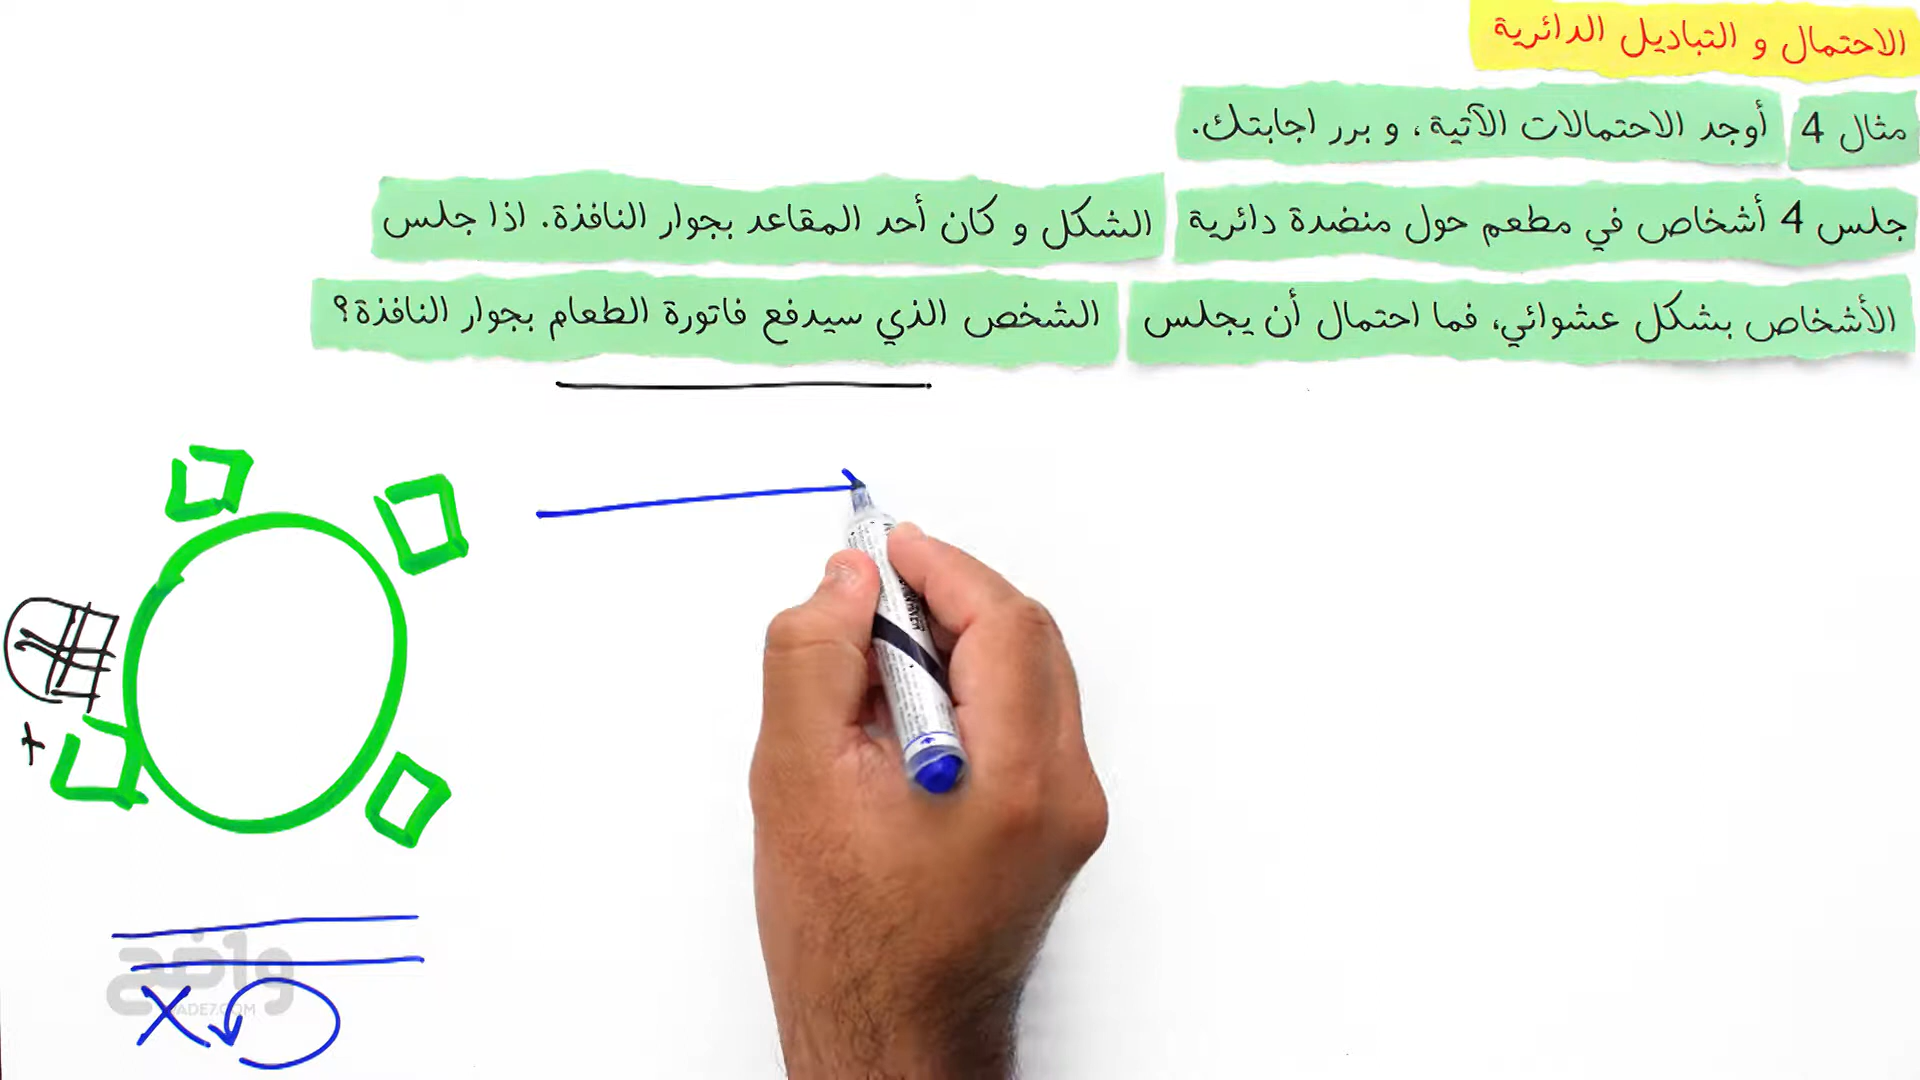 الاحتمال و التباديل الدائرية
مثال 4 أوجد الاحتمالات الآتية، و برر اجابتك.
جلس 4 أشخاص في مطعم حول منضدة دائرية الشكل و كان أحد المقاعد بجوار النافذة. اذا جلس
الأشخاص بشكل عشوائي، فما احتمال أن يجلس الشخص الذي سيدفع فاتورة الطعام بجوار النافذة؟
واضح